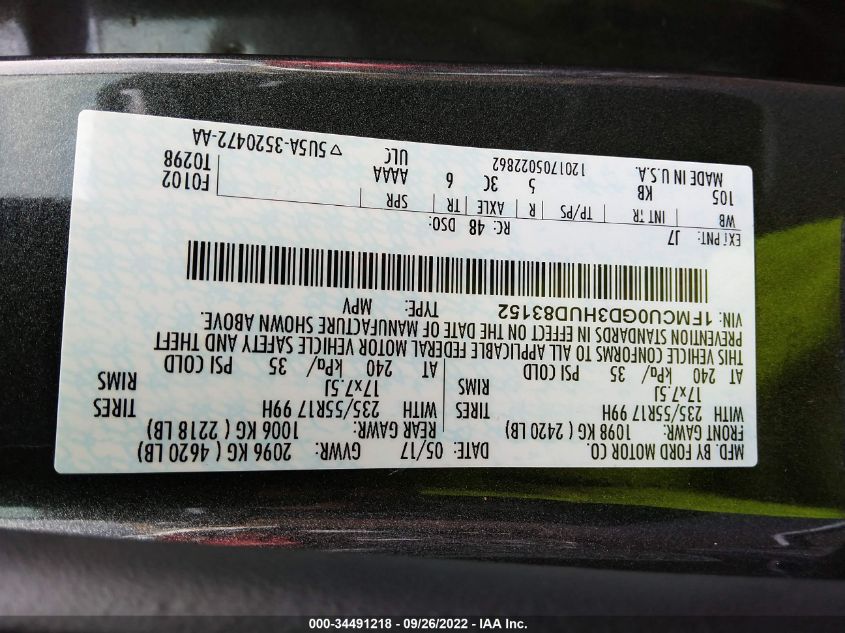 MFD. BY FORD MOTOR CO.
DATE: 05/17 GVWR: 2096 KG ( 4620 LB)
FRONT GAWR: 1098 KG ( 2420 LB) REAR GAWR: 1006 KG ( 2218 LB)
WITH 235/55R17 99H TIRES WITH 235/55R17 99H TIRES
17x7.5J RIMS 17x7.5J RIMS
AT 240 kPa/ 35 PSI COLD AT 240 kPa/ 35 PSI COLD
THIS VEHICLE CONFORMS TO ALL APPLICABLE FEDERAL MOTOR VEHICLE SAFETY AND THEFT
PREVENTION STANDARDS IN EFFECT ON THE DATE OF MANUFACTURE SHOWN ABOVE.
VIN: 1FMCU0GD3HUD83152 TYPE: MPV
EXT PNT: J7 RC: 48 DSO:
WB INT TR TP/PS R AXLE TR SPR F0102
105 KB 5 3C 6 AAAA T0298
MADE IN U.S.A. ULC
1201705022862 ▽5U5A-3520472-AA
000-34491218 - 09/26/2022 - IAA Inc.